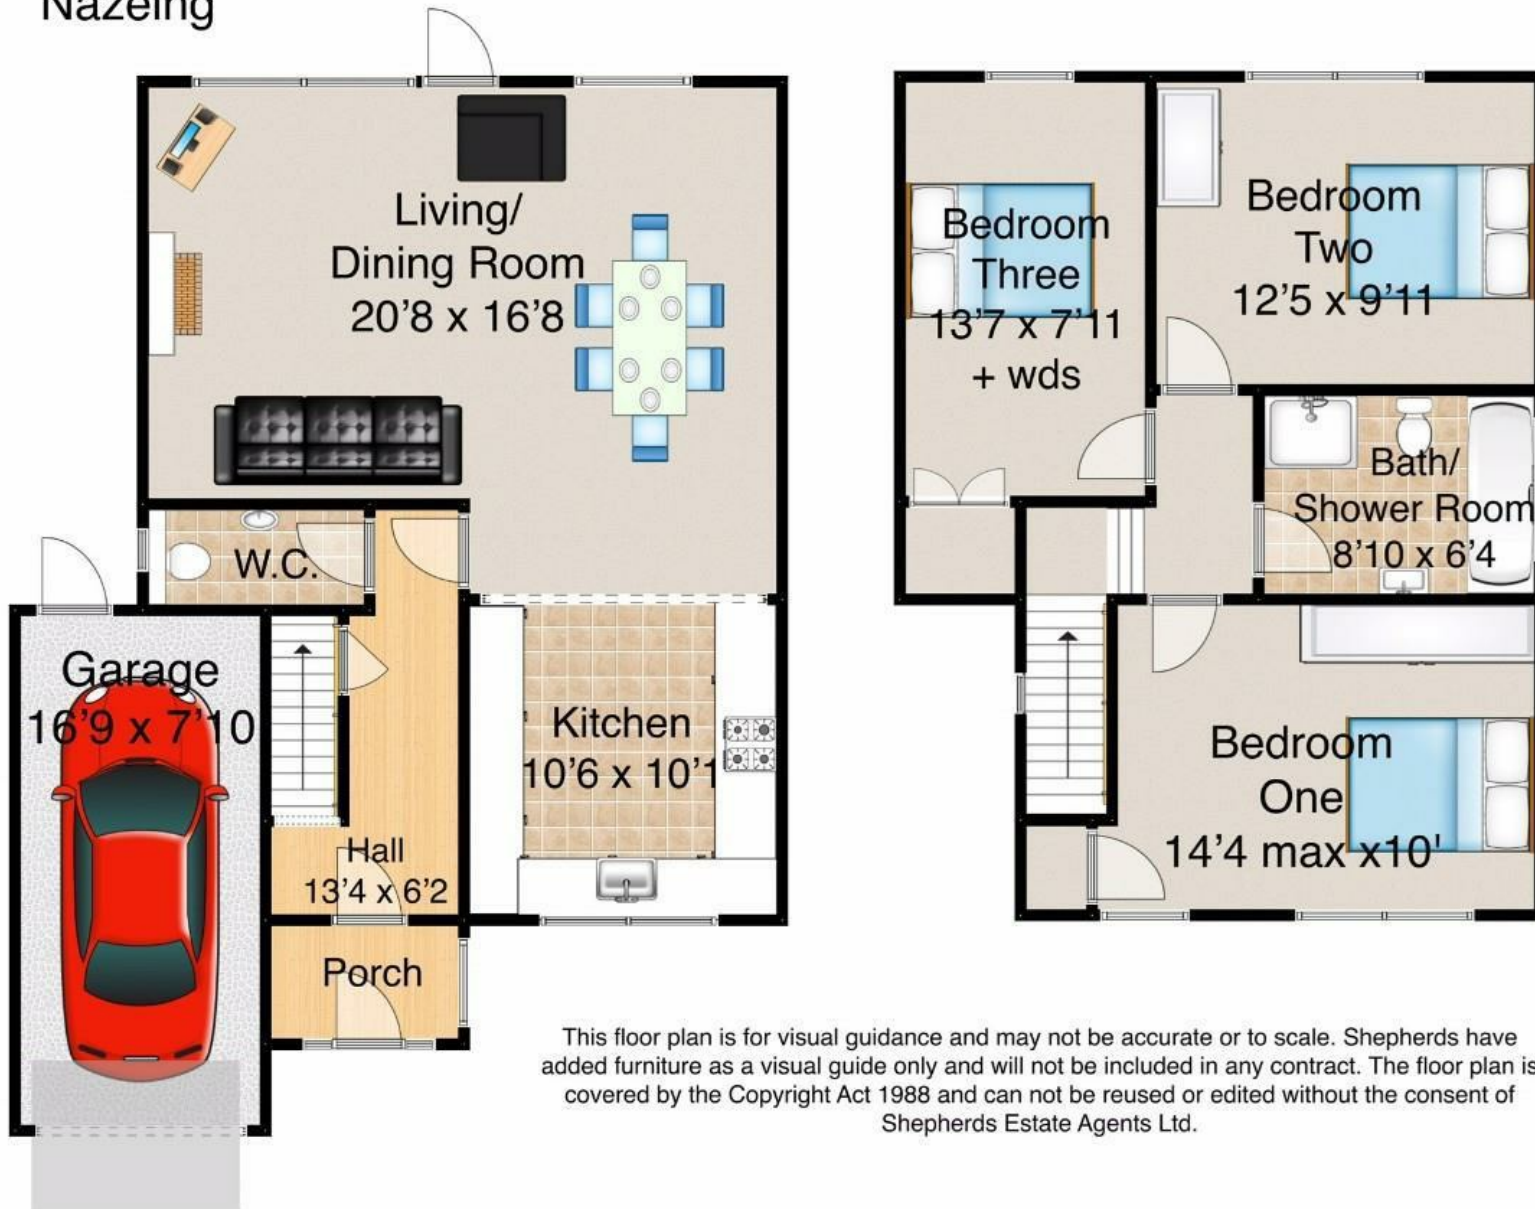 Nazeing
Living/
Dining Room
20'8 x 16'8
W.C.
Garage
16'9 x 7'10
Kitchen
10'6 x 10'1
Hall
13'4 x 6'2
Porch
Bedroom
Three
13'7 x 7'11
+ wds
Bedroom
Two
12'5 x 9'11
Bath/
Shower Room
8'10 x 6'4
Bedroom
One
14'4 max x10'
This floor plan is for visual guidance and may not be accurate or to scale. Shepherds have
added furniture as a visual guide only and will not be included in any contract. The floor plan is
covered by the Copyright Act 1988 and can not be reused or edited without the consent of
Shepherds Estate Agents Ltd.